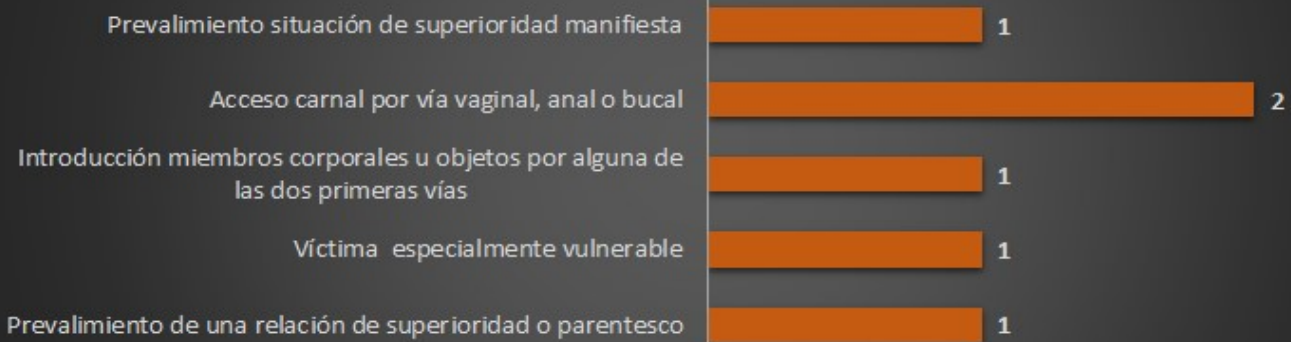 Prevalimiento situación de superioridad manifiesta
1
Acceso carnal por vía vaginal, anal o bucal
2
Introducción miembros corporales u objetos por alguna de
las dos primeras vías
1
Víctima especialmente vulnerable
1
Prevalimiento de una relación de superioridad o parentesco
1